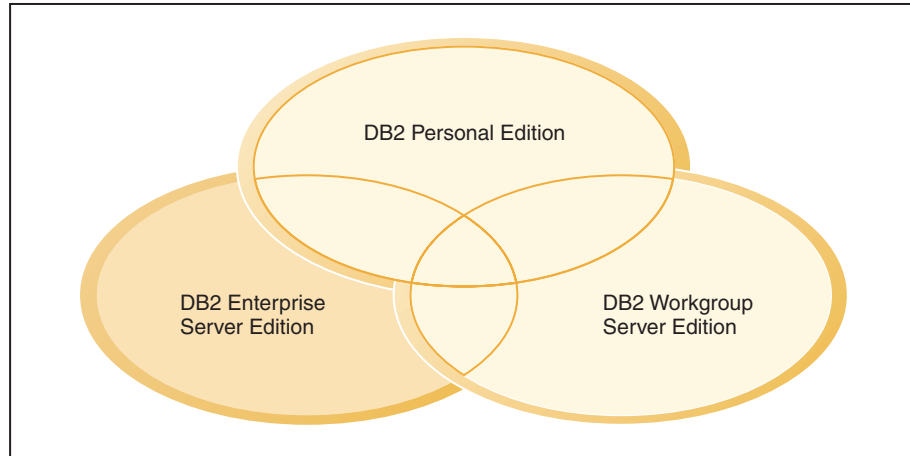 DB2 Personal Edition
DB2 Enterprise
Server Edition
DB2 Workgroup
Server Edition